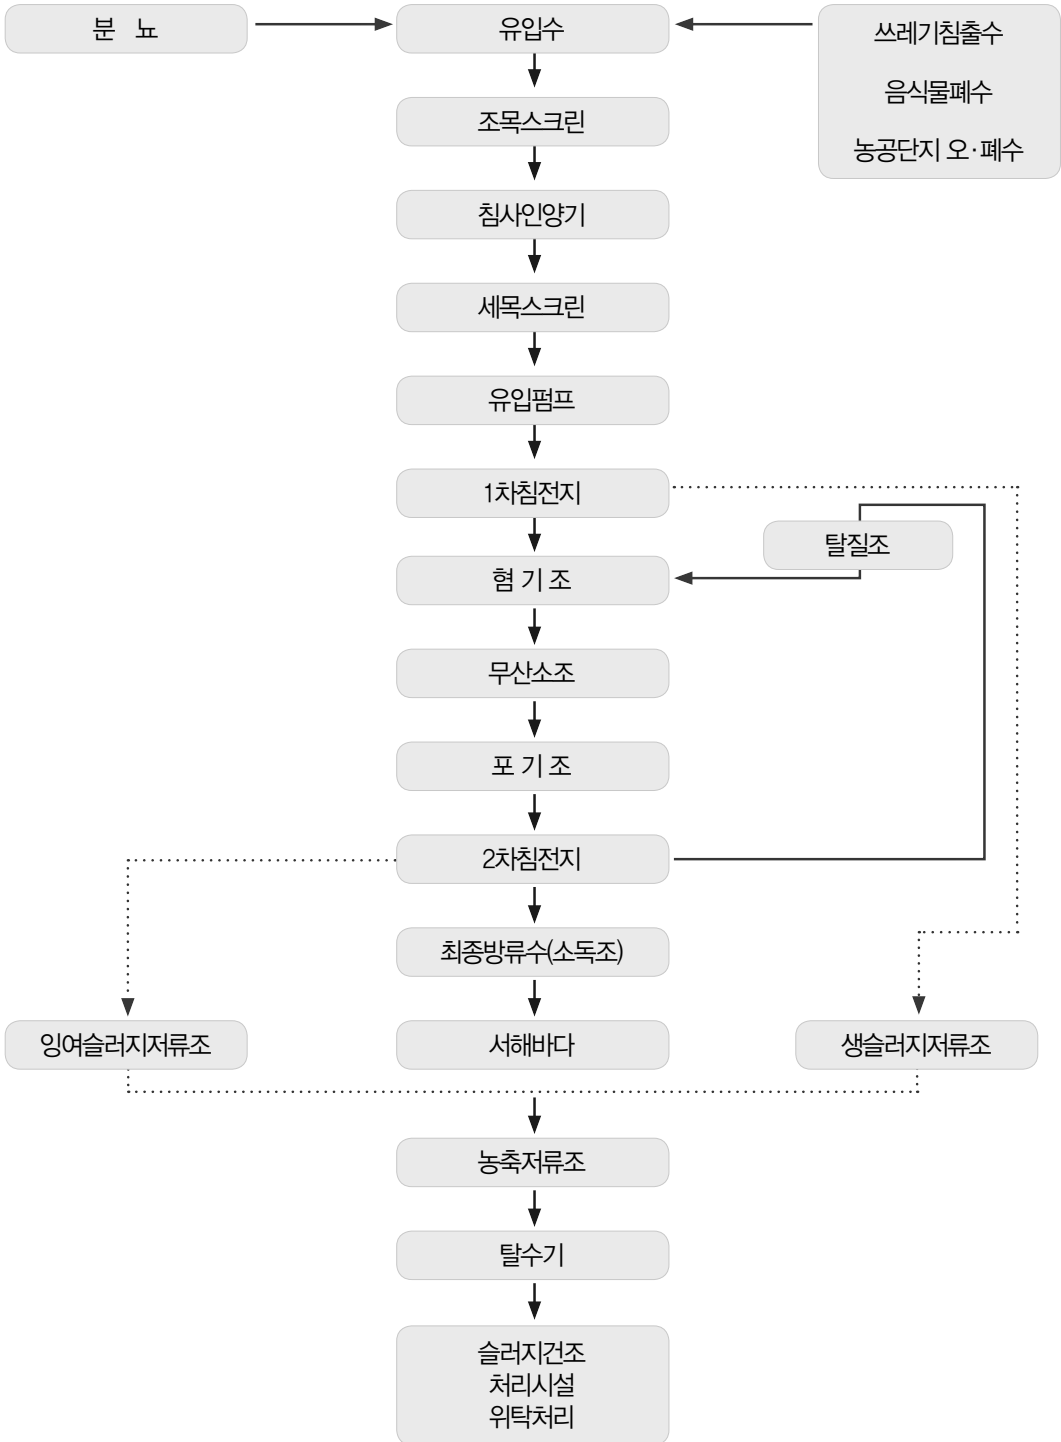 분 뇨
유입수
쓰레기침출수
음식물폐수
농공단지 오·폐수
조목스크린
침사인양기
세목스크린
유입펌프
1차침전지
탈질조
혐 기 조
무산소조
포 기 조
2차침전지
최종방류수(소독조)
잉여슬러지저류조
서해바다
생슬러지저류조
농축저류조
탈수기
슬러지건조
처리시설
위탁처리